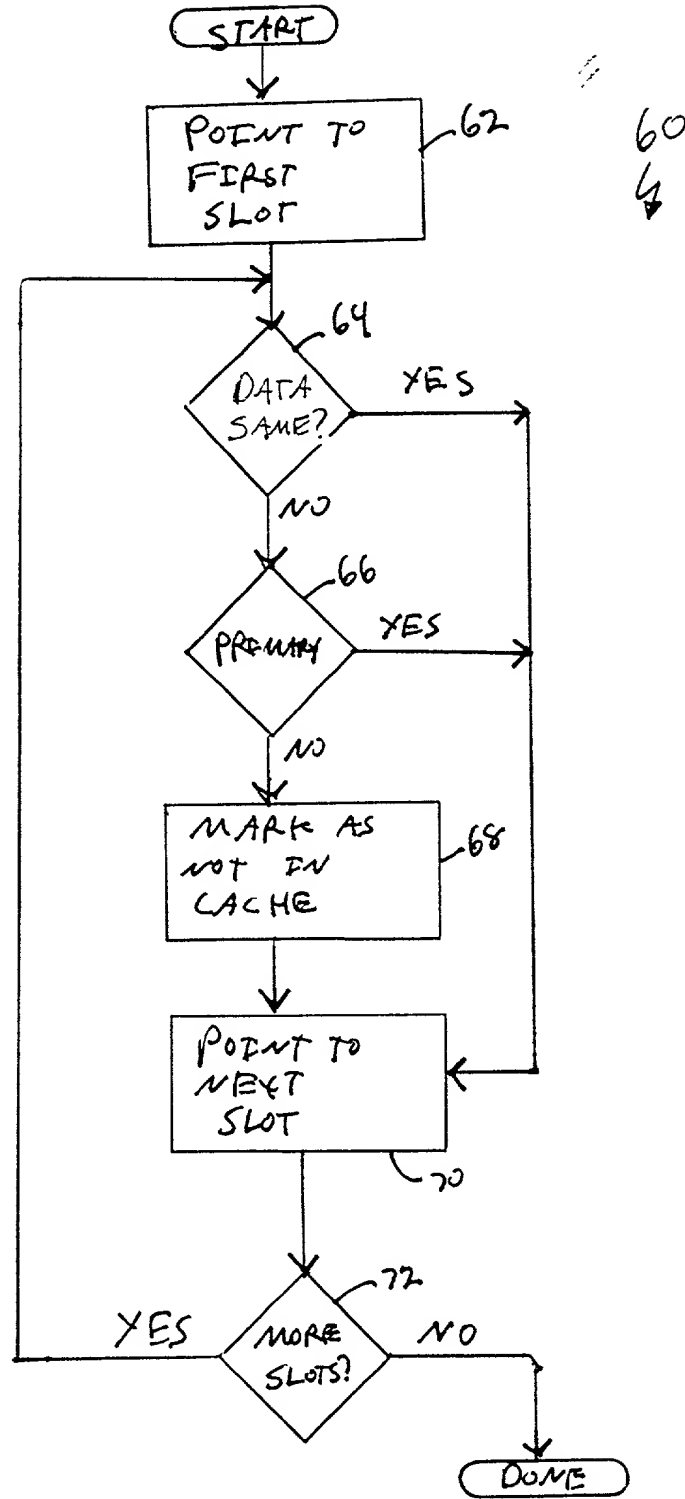 START
POINT TO
FIRST
SLOT
62
60
64
DATA
SAME?
YES
NO
66
PRIMARY
YES
NO
MARK AS
NOT IN
CACHE
68
POINT TO
NEXT
SLOT
70
72
YES
MORE
SLOTS?
NO
DONE